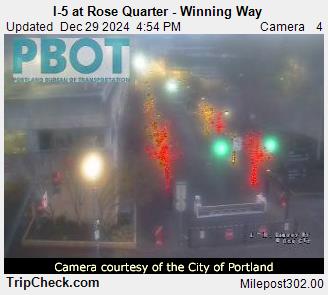 I-5 at Rose Quarter - Winning Way
Updated Dec 29 2024 4:54 PM Camera 4
PBOT
PORTLAND BUREAU OF TRANSPORTATION
Camera courtesy of the City of Portland
TripCheck.com Milepost302.00